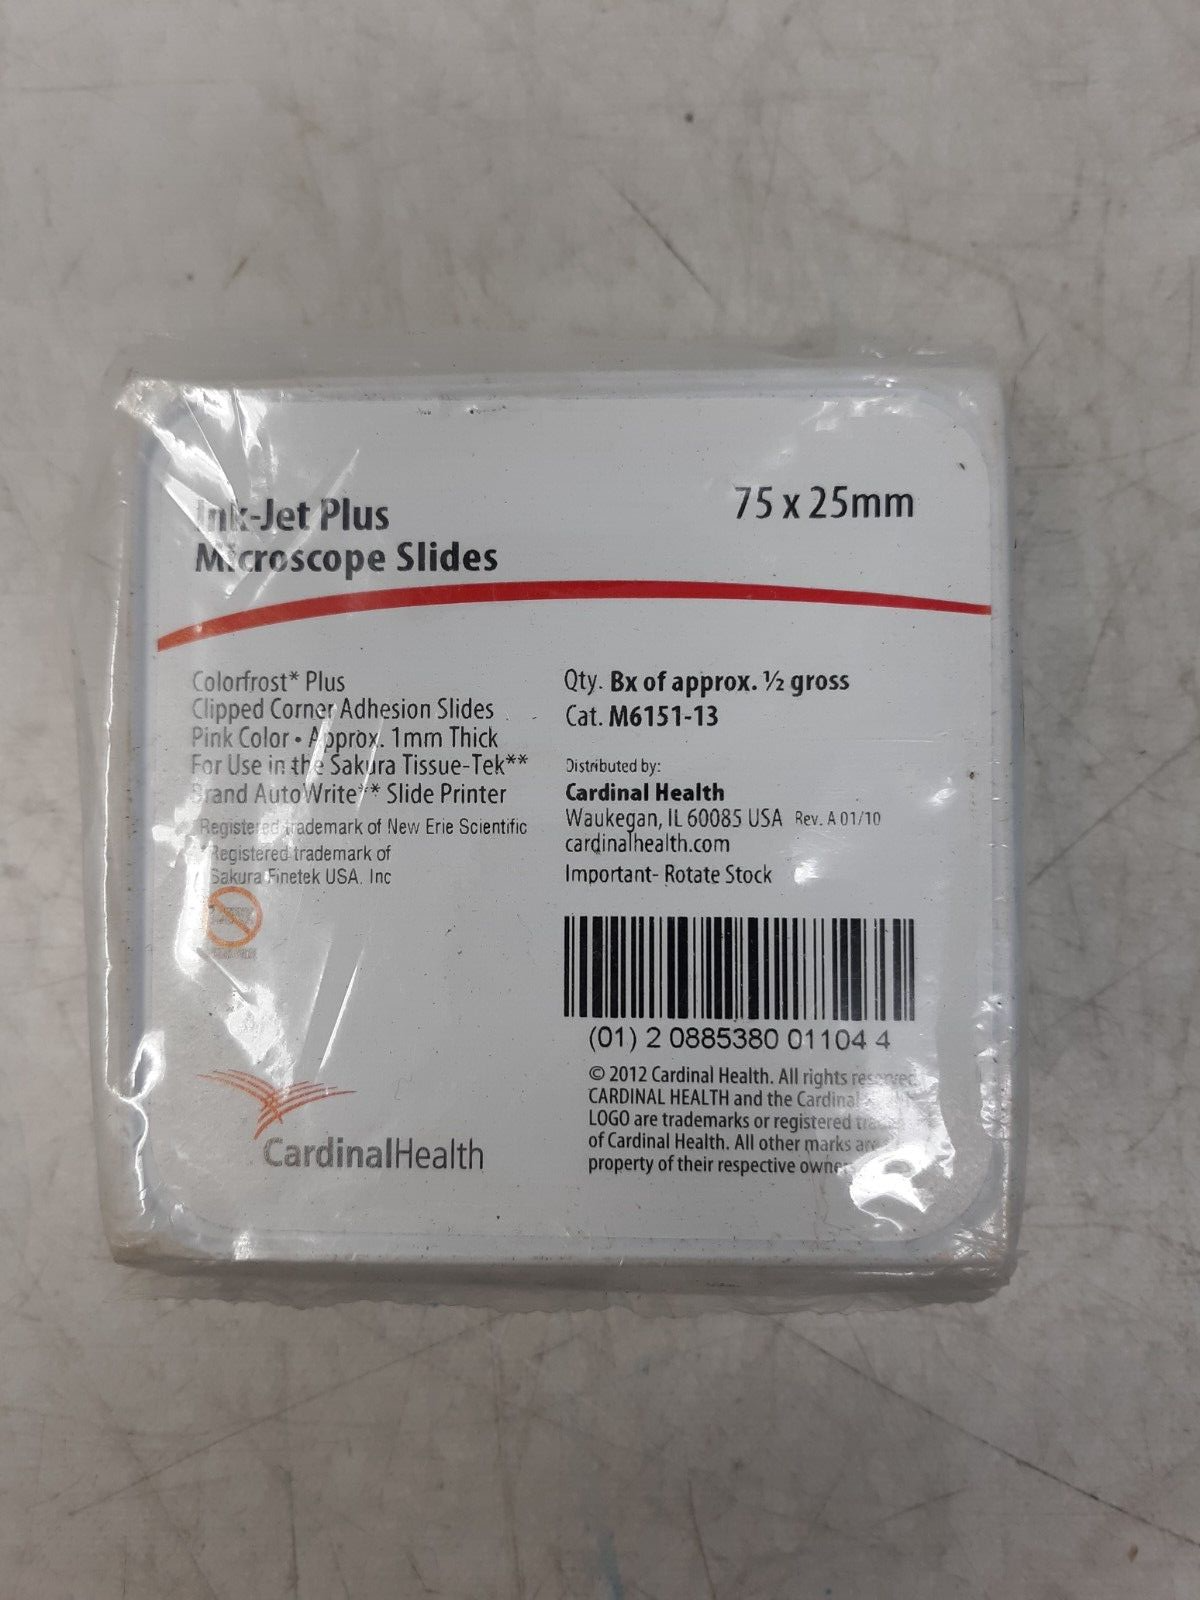 Ink-Jet Plus
Microscope Slides
75 x 25mm
Colorfrost* Plus
Clipped Corner Adhesion Slides
Pink Color • Approx. 1mm Thick
For Use in the Sakura Tissue-Tek**
Brand AutoWrite** Slide Printer
Registered trademark of New Erie Scientific
*Registered trademark of
Sakura Finetek USA. Inc
Qty. Bx of approx. ½ gross
Cat. M6151-13
Distributed by:
Cardinal Health
Waukegan, IL 60085 USA Rev. A 01/10
cardinalhealth.com
Important- Rotate Stock
(01) 2 0885380 01104 4
© 2012 Cardinal Health. All rights reserved.
CARDINAL HEALTH and the Cardinal
LOGO are trademarks or registered
of Cardinal Health. All other marks are
property of their respective
CardinalHealth